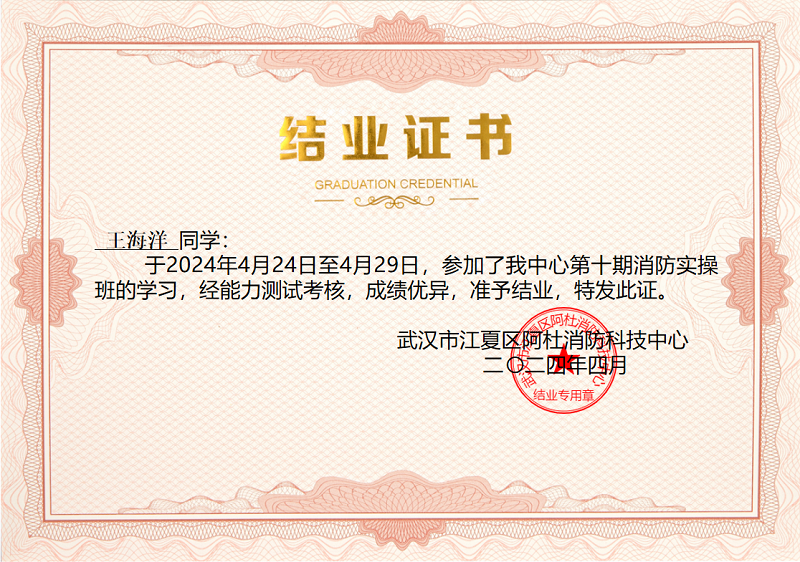 结业证书
GRADUATION CREDENTIAL
王海洋 同学：
于2024年4月24日至4月29日，参加了我中心第十期消防实操
班的学习，经能力测试考核，成绩优异，准予结业，特发此证。
武汉市江夏区阿杜消防科技中心
二〇二四年四月
武汉市江夏区阿杜消防科技中心
结业专用章